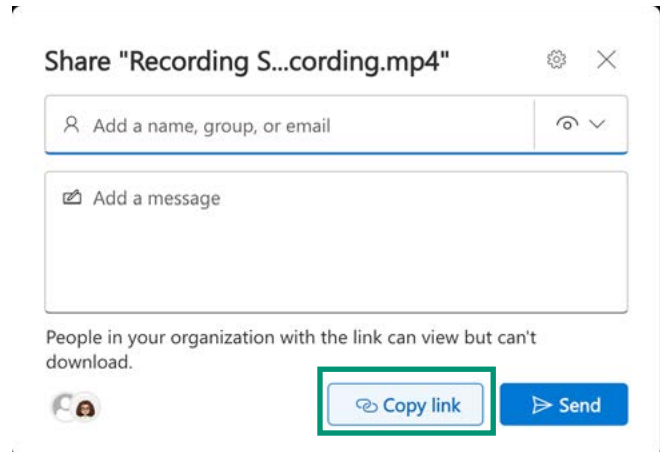 Share "Recording S...cording.mp4"
Add a name, group, or email
Add a message
People in your organization with the link can view but can't
download.
Copy link
Send